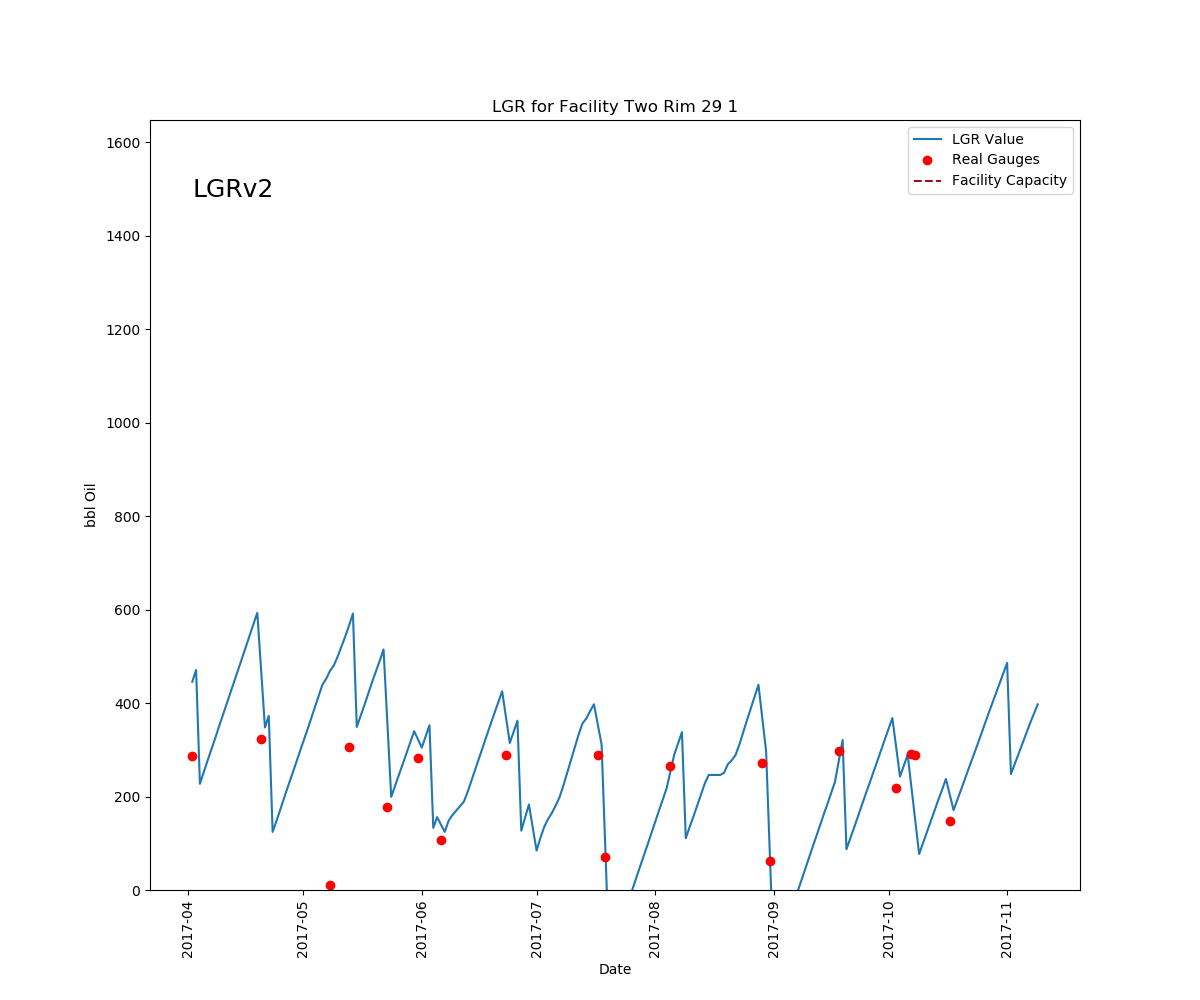 LGR for Facility Two Rim 29 1
LGR Value
Real Gauges
Facility Capacity
LGRv2
bbl Oil
1600
1400
1200
1000
800
600
400
200
0
2017-04
2017-05
2017-06
2017-07
2017-08
2017-09
2017-10
2017-11
Date